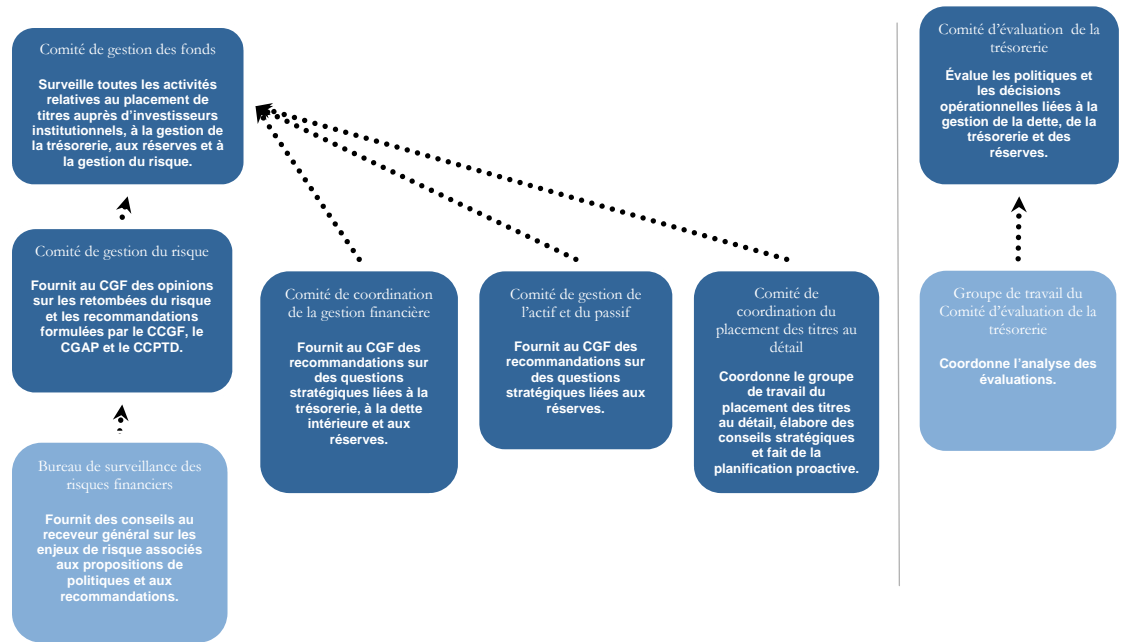 Comité de gestion des fonds
Surveille toutes les activités
relatives au placement de
titres auprès d'investisseurs
institutionnels, à la gestion de
la trésorerie, aux réserves et à
la gestion du risque.
Comité de gestion du risque
Fournit au CGF des opinions
sur les retombées du risque
et les recommandations
formulées par le CCGF, le
CGAP et le CCPTD.
Bureau de surveillance des
risques financiers
Fournit des conseils au
receveur général sur les
enjeux de risque associés
aux propositions de
politiques et aux
recommandations.
Comité de coordination
de la gestion financière
Fournit au CGF des
recommandations sur
des questions
stratégiques liées à la
trésorerie, à la dette
intérieure et aux
réserves.
Comité de gestion de
l'actif et du passif
Fournit au CGF des
recommandations sur
des questions
stratégiques liées aux
réserves.
Comité de
coordination du
placement des titres au
détail
Coordonne le groupe
de travail du
placement des titres
au détail, élabore des
conseils stratégiques
et fait de la
planification proactive.
Comité d'évaluation de la
trésorerie
Évalue les politiques et
les décisions
opérationnelles liées à la
gestion de la dette, de la
trésorerie et des
réserves.
Groupe de travail du
Comité d'évaluation de la
trésorerie
Coordonne l'analyse des
évaluations.